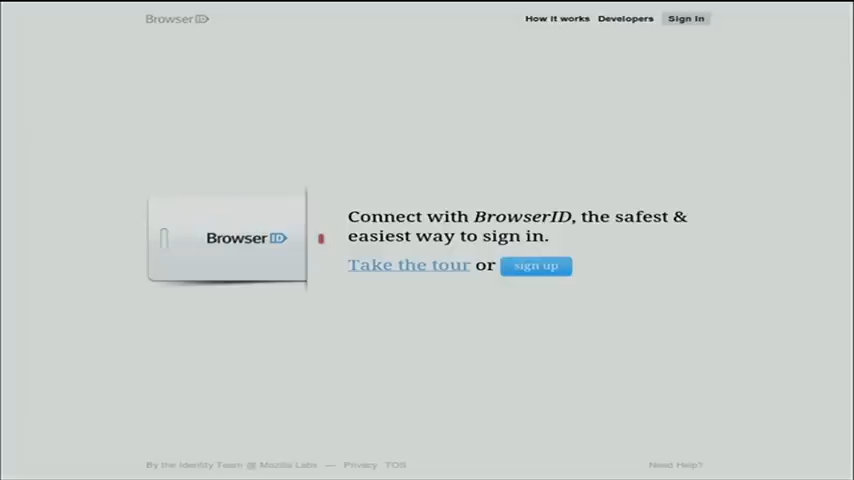 BrowserID
How it works Developers Sign In
BrowserID
Connect with BrowserID, the safest &
easiest way to sign in.
Take the tour or sign up
By the Identity Team @ Mozilla Labs — Privacy TOS
Need Help?